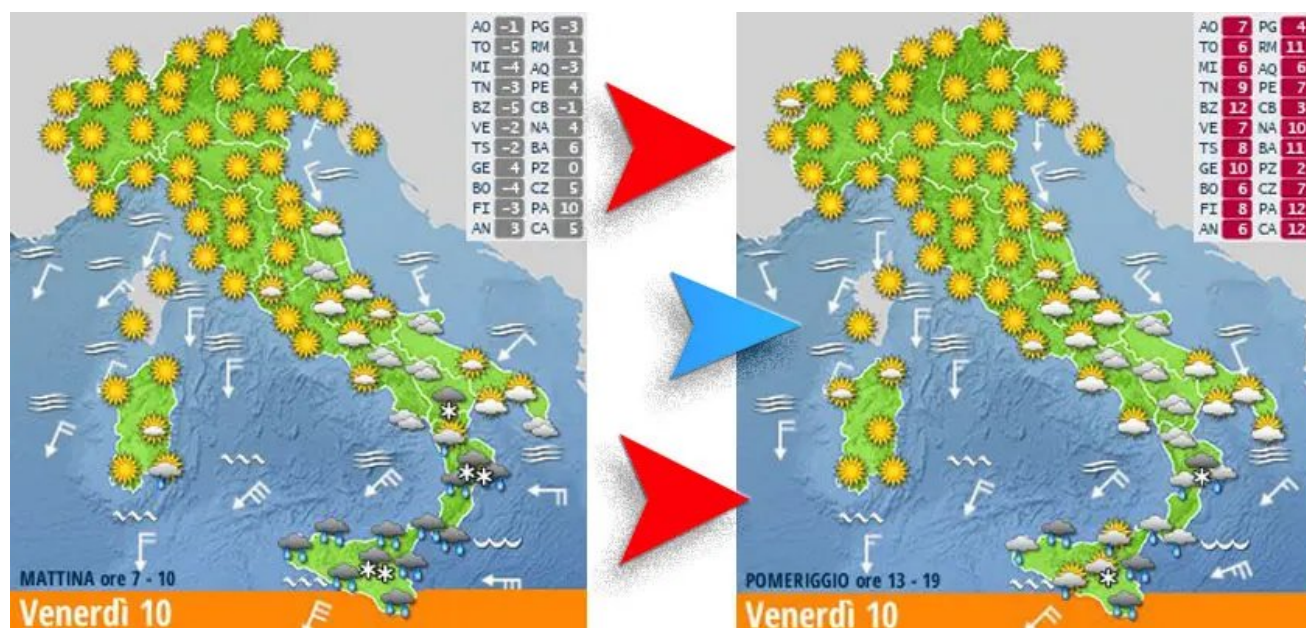 AO -1 PG -3
TO -5 RM 1
MI -4 AQ -3
TN -3 PE 4
BZ -5 CB -1
VE -2 NA 4
TS -2 BA 6
GE 4 PZ 0
BO -4 CZ 5
FI -3 PA 10
AN 3 CA 5
MATTINA ore 7 - 10
Venerdì 10
AO 7 PG 4
TO 6 RM 11
MI 6 AQ 6
TN 9 PE 7
BZ 12 CB 3
VE 7 NA 10
TS 8 BA 11
GE 10 PZ 2
BO 6 CZ 7
FI 8 PA 12
AN 6 CA 12
POMERIGGIO ore 13 - 19
Venerdì 10